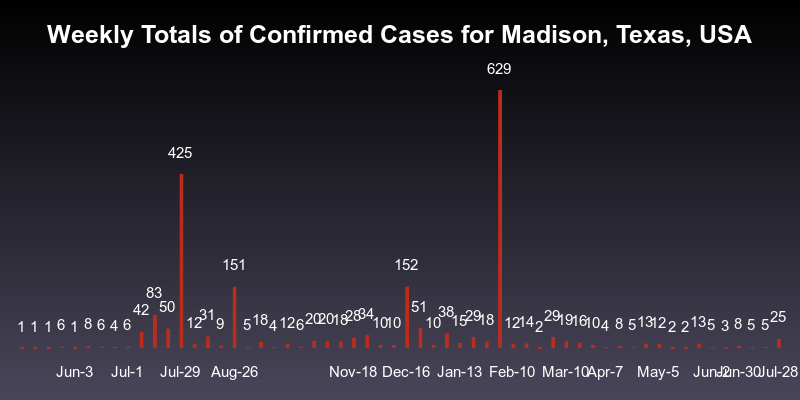 Weekly Totals of Confirmed Cases for Madison, Texas, USA
629
425
151 152
1 1 1 6 1 8 6 4 6 42 83 50 12 31 9 5 18 4 12 6 20 20 18 28 34 10 10 51 10 38 15 29 18 12 14 2 29 19 16 10 4 8 5 13 12 2 2 13 5 3 8 5 5 25
Jun-3 Jul-1 Jul-29 Aug-26 Nov-18 Dec-16 Jan-13 Feb-10 Mar-10 Apr-7 May-5 Jun-2 Jun-30 Jul-28